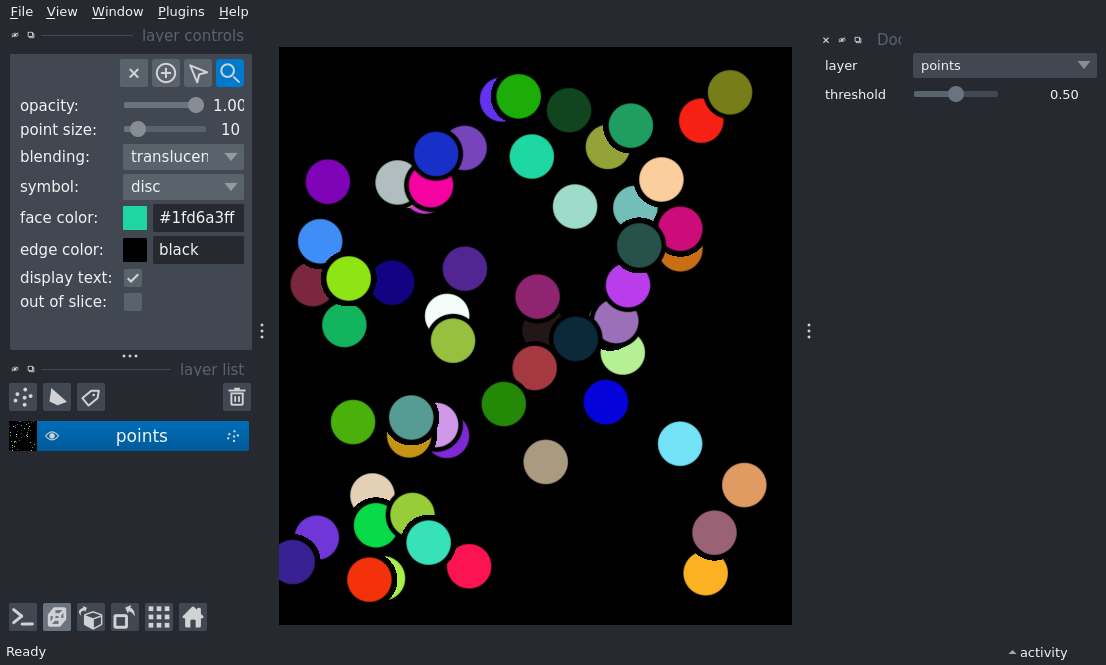 File View Window Plugins Help
layer controls
opacity: 1.00
point size: 10
blending: translucen
symbol: disc
face color: #1fd6a3ff
edge color: black
display text:
out of slice:
layer list
points
Doc
layer points
threshold 0.50
Ready
activity